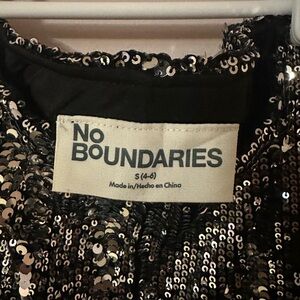 No
BOUNDARIES
S (4-6)
Made in/Hecho en China